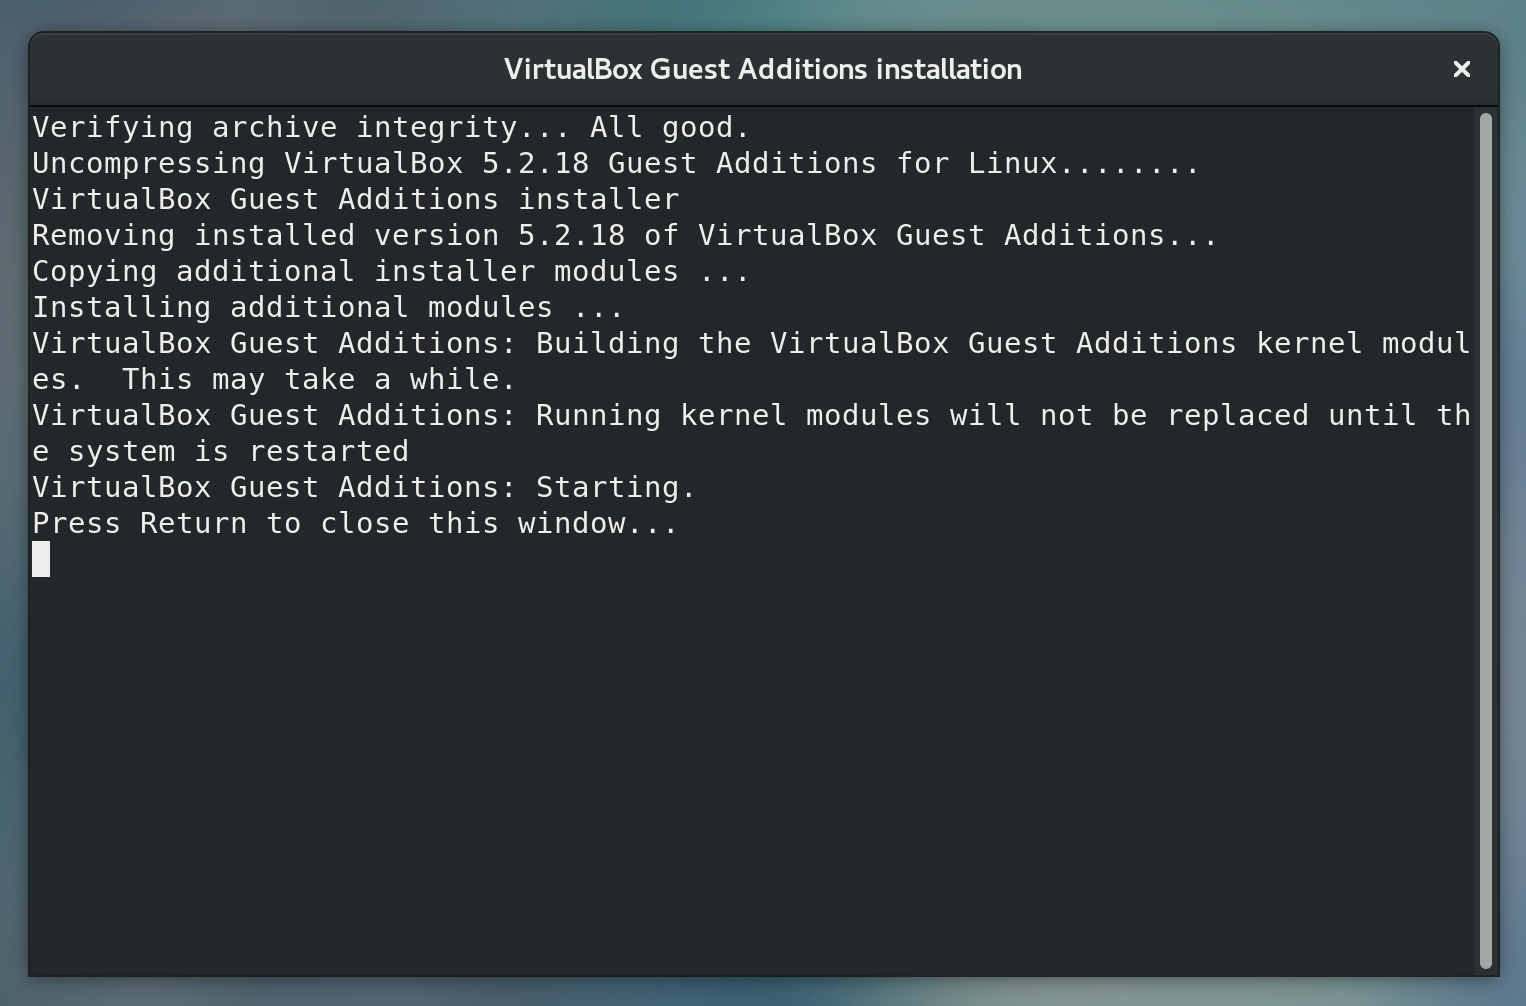 VirtualBox Guest Additions installation
Verifying archive integrity... All good.
Uncompressing VirtualBox 5.2.18 Guest Additions for Linux........
VirtualBox Guest Additions installer
Removing installed version 5.2.18 of VirtualBox Guest Additions...
Copying additional installer modules ...
Installing additional modules ...
VirtualBox Guest Additions: Building the VirtualBox Guest Additions kernel modul
es.  This may take a while.
VirtualBox Guest Additions: Running kernel modules will not be replaced until th
e system is restarted
VirtualBox Guest Additions: Starting.
Press Return to close this window...